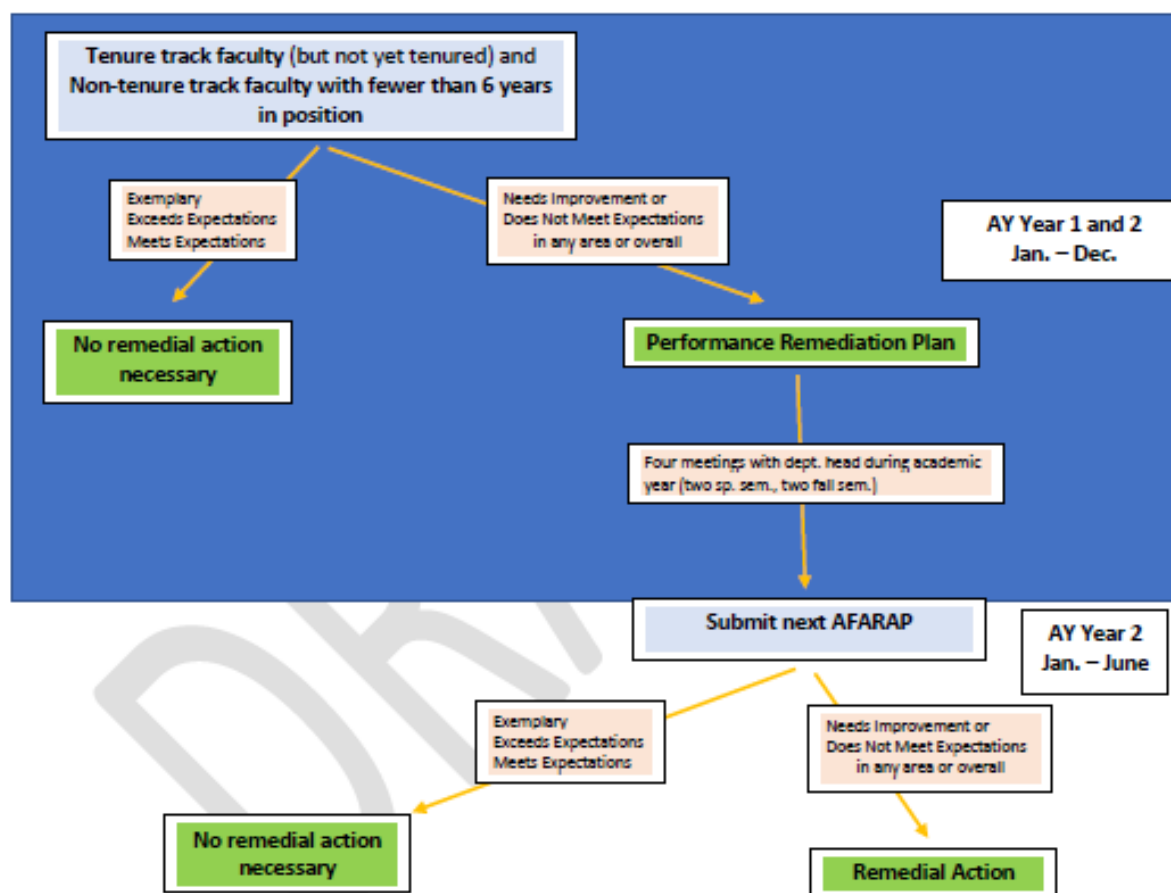 Tenure track faculty (but not yet tenured) and
Non-tenure track faculty with fewer than 6 years
in position
Exemplary
Exceeds Expectations
Meets Expectations
Needs Improvement or
Does Not Meet Expectations
in any area or overall
AY Year 1 and 2
Jan. – Dec.
No remedial action
necessary
Performance Remediation Plan
Four meetings with dept. head during academic
year (two sp. sem., two fall sem.)
Submit next AFARAP
AY Year 2
Jan. – June
Exemplary
Exceeds Expectations
Meets Expectations
Needs Improvement or
Does Not Meet Expectations
in any area or overall
No remedial action
necessary
Remedial Action